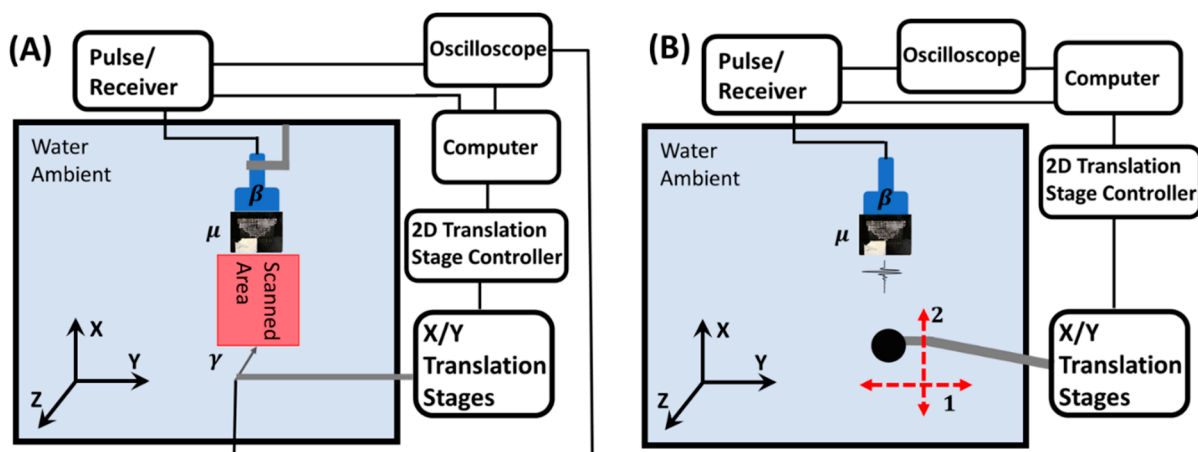 (A)
Pulse/
Receiver
Oscilloscope
Computer
2D Translation
Stage Controller
X/Y
Translation
Stages
Water
Ambient
β
μ
Scanned
Area
γ
X
Y
Z
(B)
Pulse/
Receiver
Oscilloscope
Computer
2D Translation
Stage Controller
X/Y
Translation
Stages
Water
Ambient
β
μ
2
1
X
Y
Z